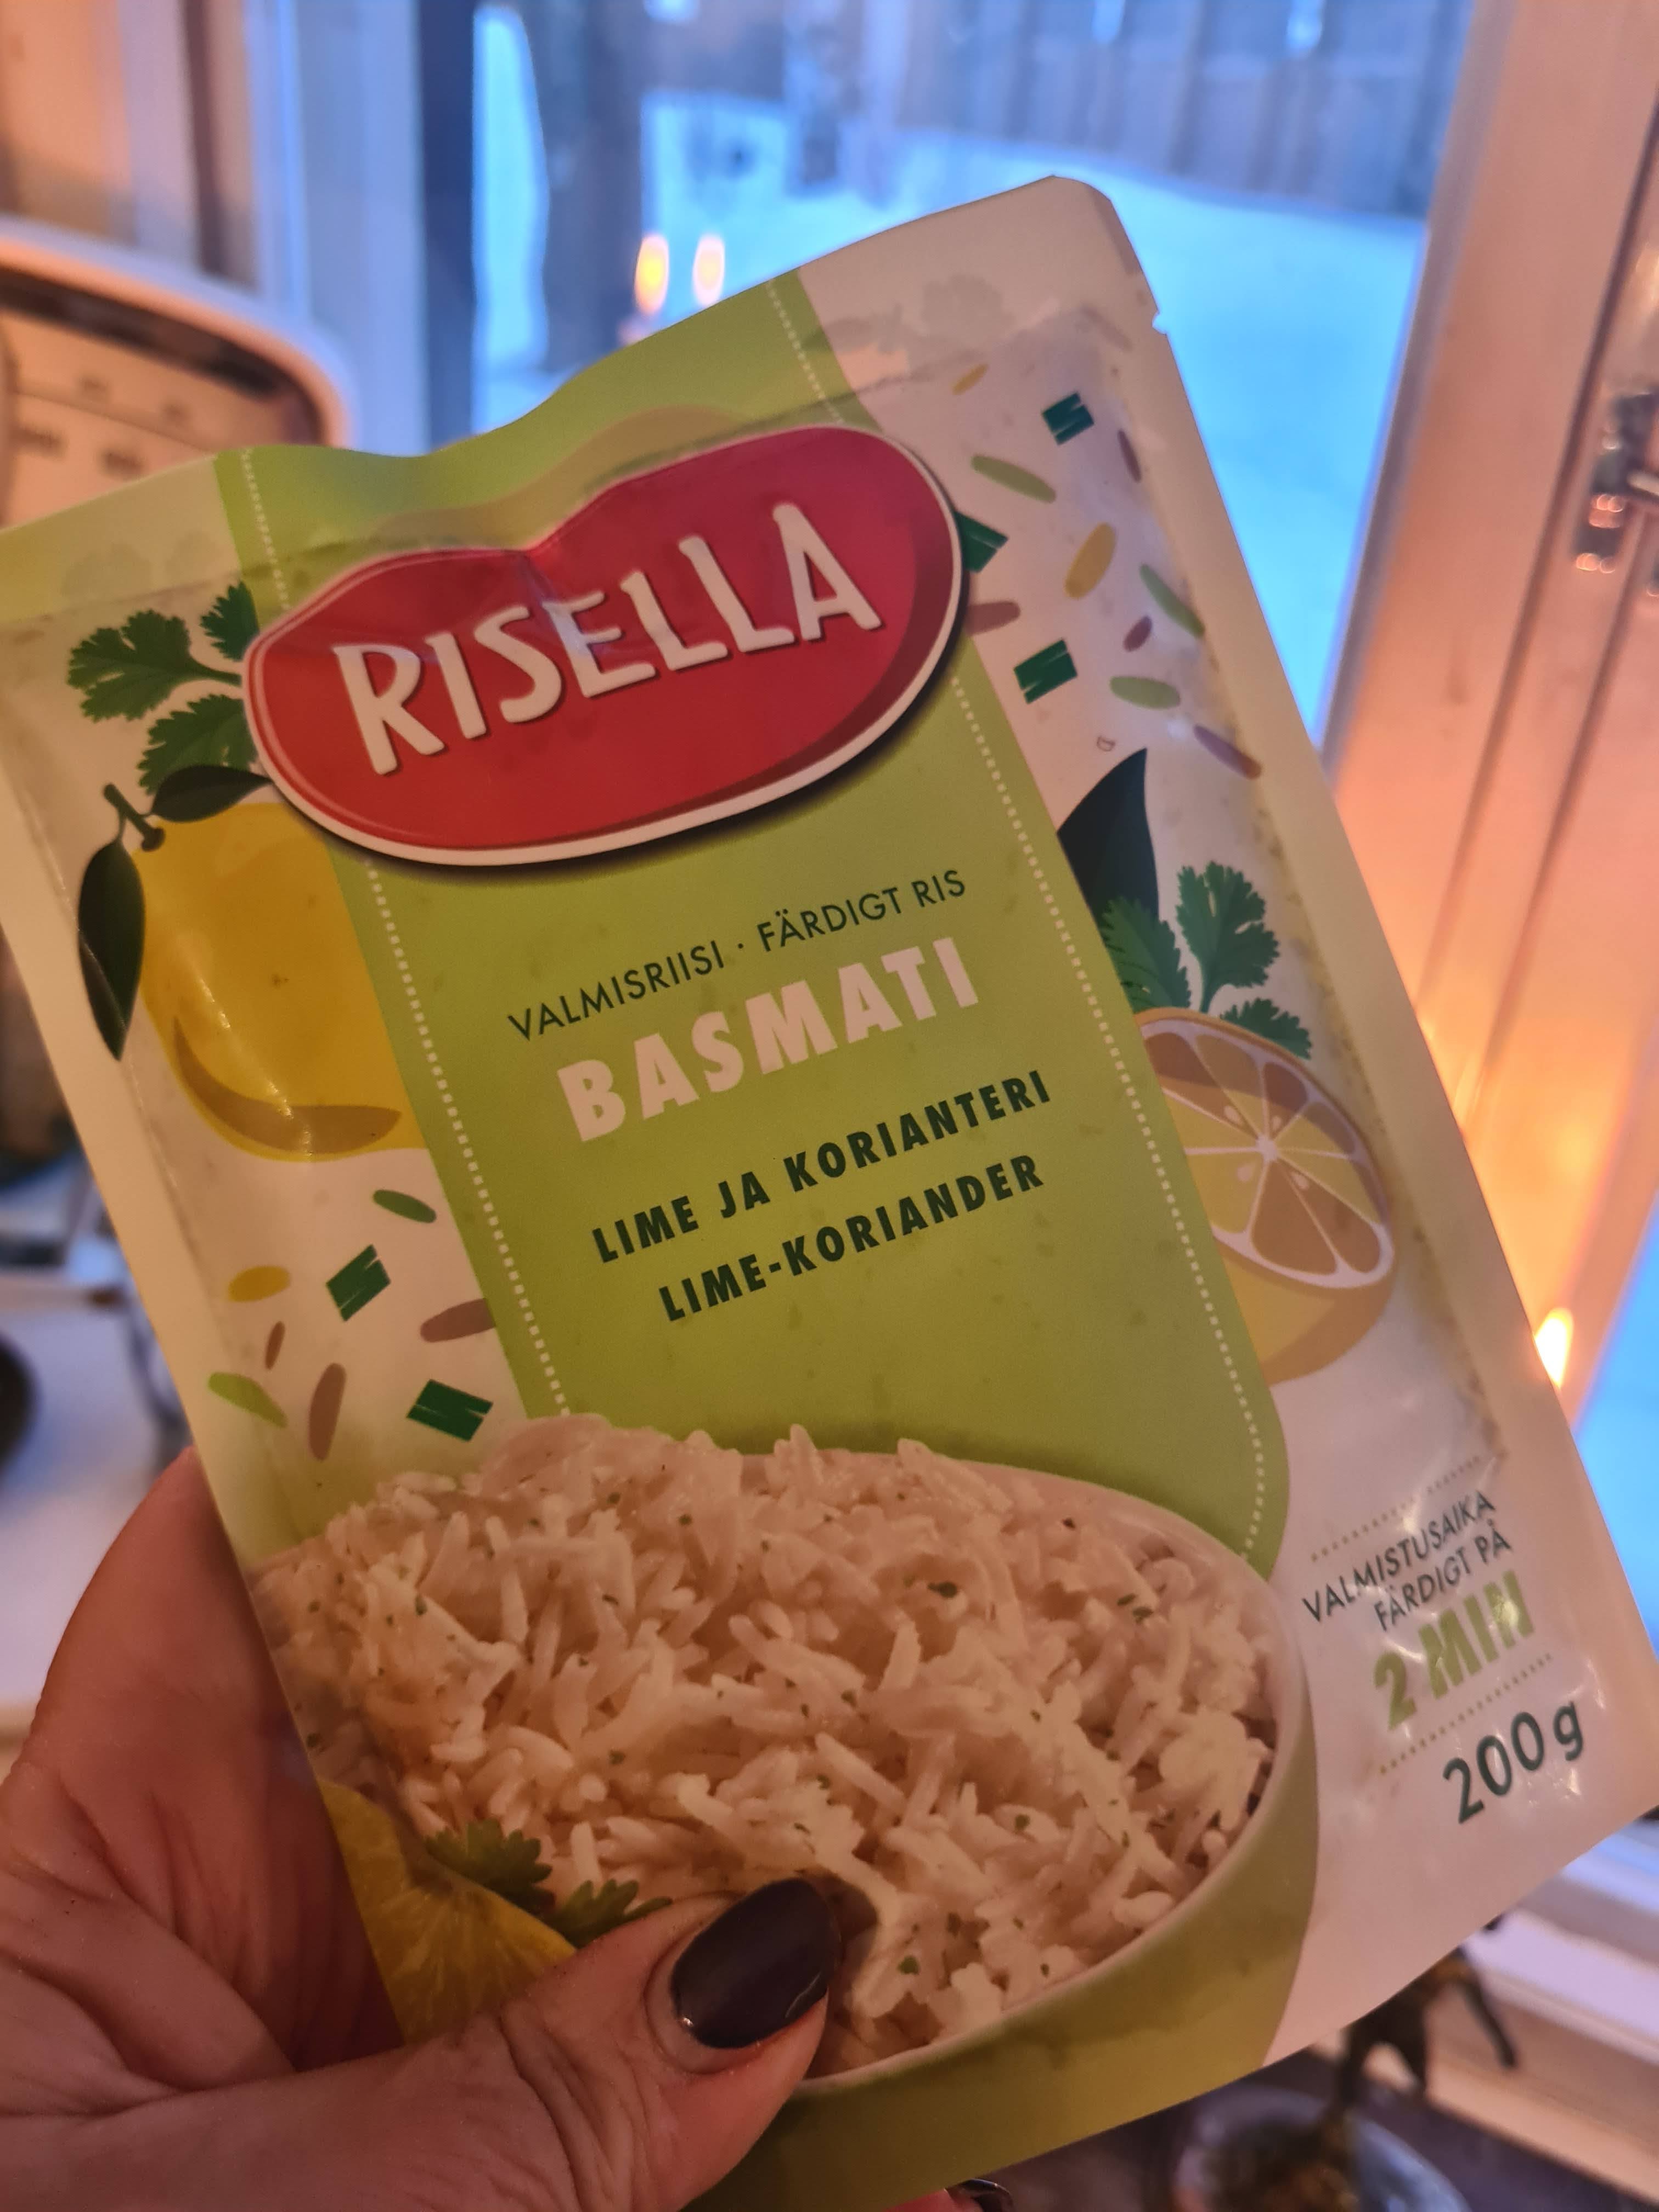 RISELLA
VALMISRIISI · FÄRDIGT RIS
BASMATI
LIME JA KORIANTERI
LIME-KORIANDER
VALMISTUSAIKA
FÄRDIGT PÅ
2 MIN
200g